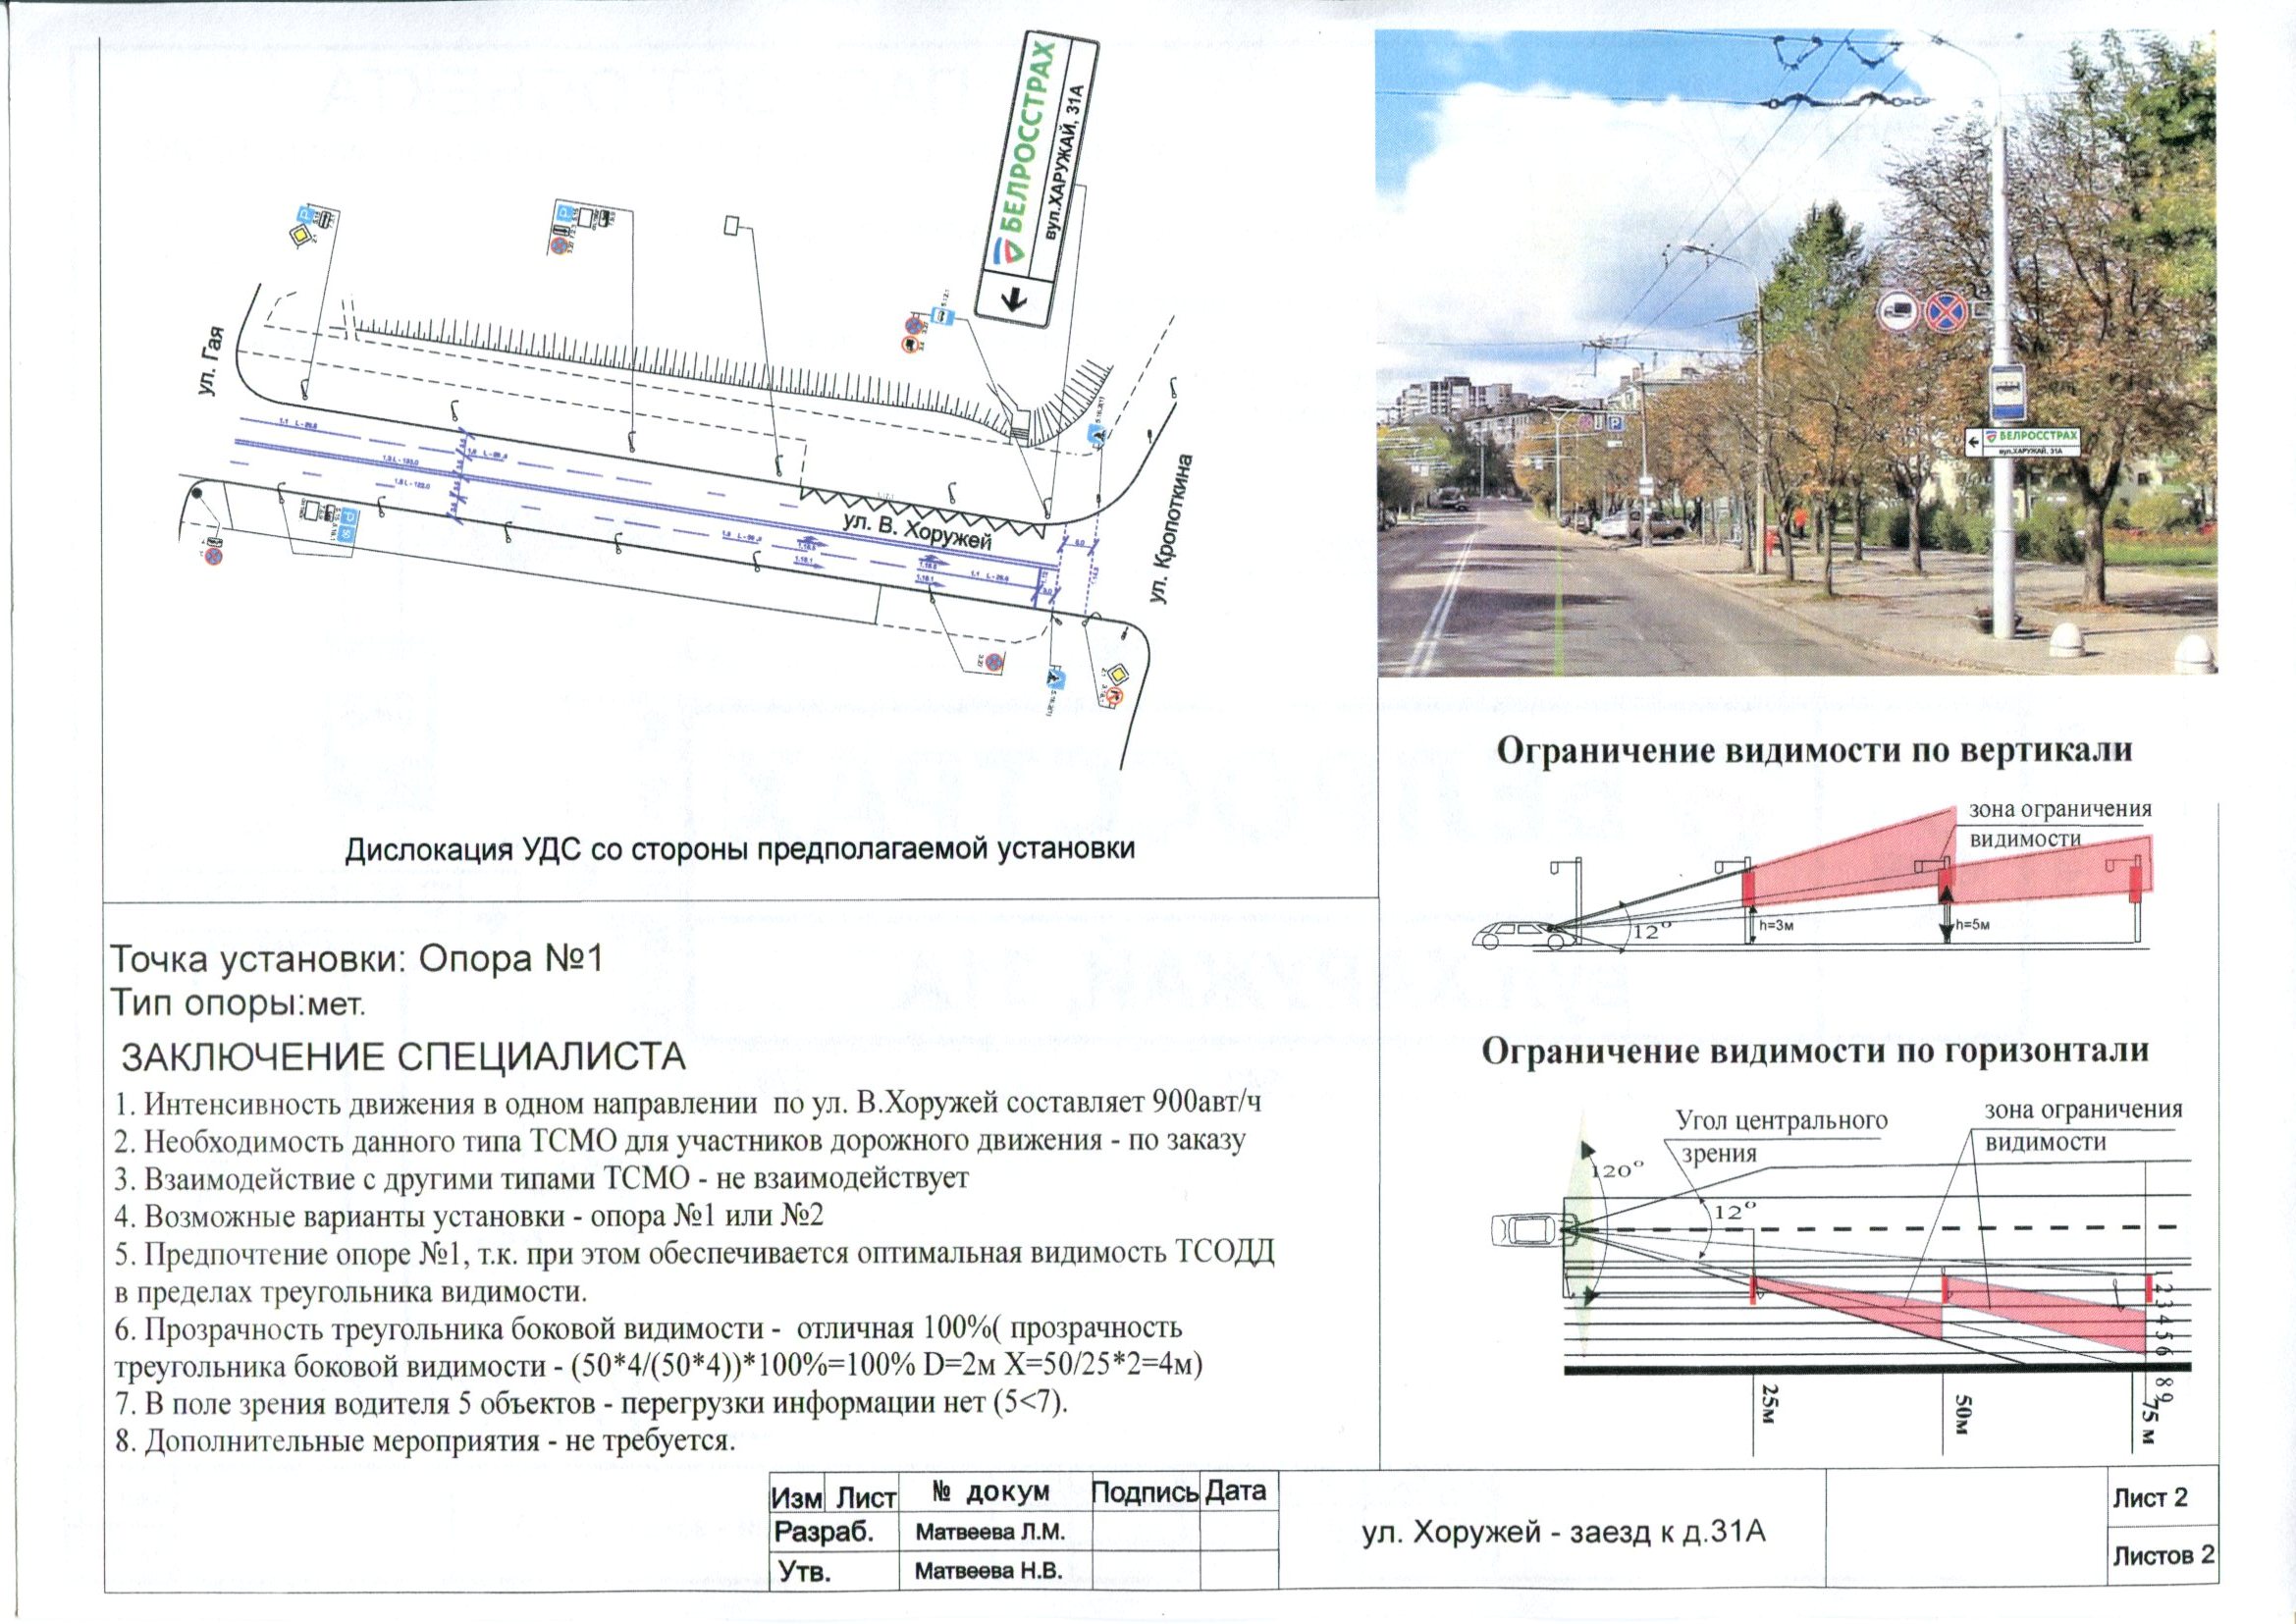 БЕЛРОССТРАХ
вул.ХАРУЖАЙ, 31А
ул. Гая
ул. В. Хоружей
ул. Кропоткина
Дислокация УДС со стороны предполагаемой установки
БЕЛРОССТРАХ
вул.ХАРУЖАЙ, 31А
Ограничение видимости по вертикали
зона ограничения
видимости
12°
h=3м
h=5м
Ограничение видимости по горизонтали
Угол центрального
зрения
зона ограничения
видимости
120°
12°
25м
50м
75 м
Точка установки: Опора №1
Тип опоры:мет.
ЗАКЛЮЧЕНИЕ СПЕЦИАЛИСТА
1. Интенсивность движения в одном направлении по ул. В.Хоружей составляет 900авт/ч
2. Необходимость данного типа ТСМО для участников дорожного движения - по заказу
3. Взаимодействие с другими типами ТСМО - не взаимодействует
4. Возможные варианты установки - опора №1 или №2
5. Предпочтение опоре №1, т.к. при этом обеспечивается оптимальная видимость ТСОДД
в пределах треугольника видимости.
6. Прозрачность треугольника боковой видимости - отличная 100%( прозрачность
треугольника боковой видимости - (50*4/(50*4))*100%=100% D=2м X=50/25*2=4м)
7. В поле зрения водителя 5 объектов - перегрузки информации нет (5<7).
8. Дополнительные мероприятия - не требуется.
Изм Лист № докум Подпись Дата
Разраб. Матвеева Л.М.
Утв. Матвеева Н.В.
ул. Хоружей - заезд к д.31А
Лист 2
Листов 2